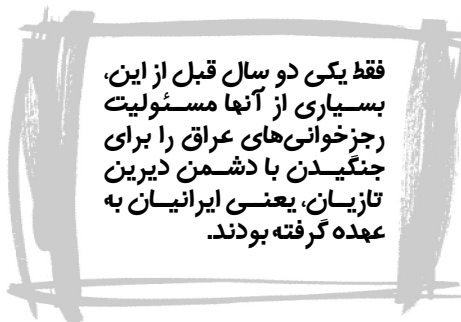 فقط یکی دو سال قبل از این،
بسیاری از آنها مسئولیت
رجزخوانی‌های عراق را برای
جنگیدن با دشمن دیرین
تازیان، یعنی ایرانیان به
عهده گرفته بودند.